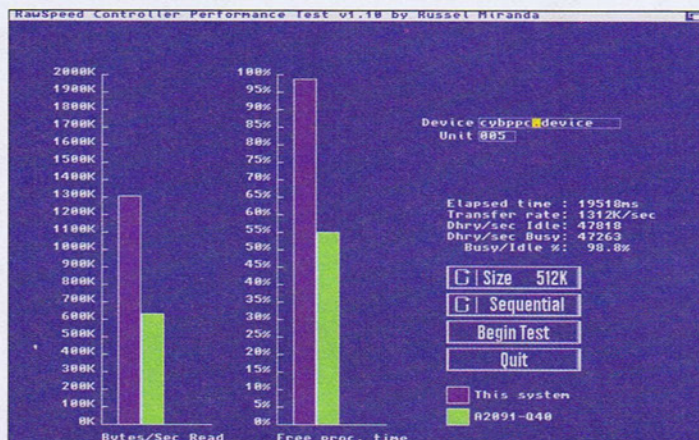 RawSpeed Controller Performance Test v1.10 by Russel Miranda
2000K
1900K
1800K
1700K
1600K
1500K
1400K
1300K
1200K
1100K
1000K
900K
800K
700K
600K
500K
400K
300K
200K
100K
0K
Bytes/Sec Read
100%
95%
90%
85%
80%
75%
70%
65%
60%
55%
50%
45%
40%
35%
30%
25%
20%
15%
10%
5%
0%
Free proc. time
Device cybppc.device
Unit 005
Elapsed time : 19518ms
Transfer rate: 1312K/sec
Dhry/sec Idle: 47818
Dhry/sec Busy: 47263
Busy/Idle %: 98.8%
Size 512K
Sequential
Begin Test
Quit
This system
A2091-Q40